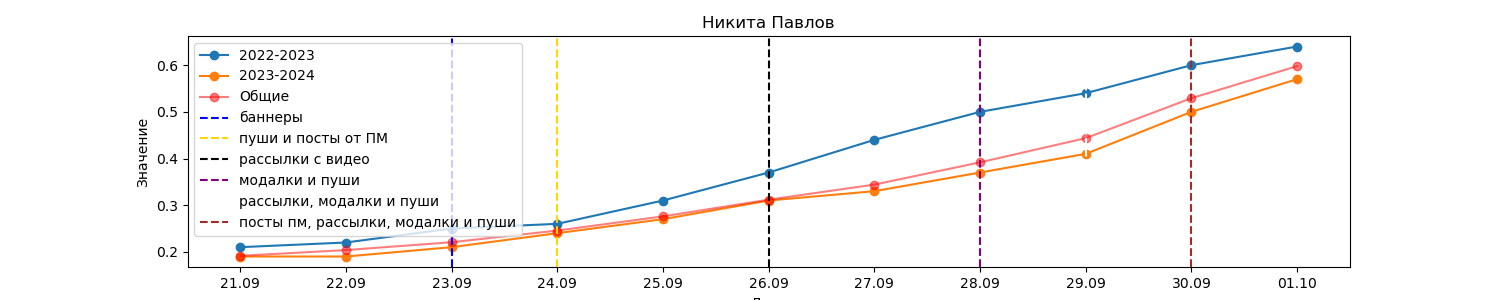 Никита Павлов
Значение
0.6
0.5
0.4
0.3
0.2
2022-2023
2023-2024
Общие
баннеры
пуши и посты от ПМ
рассылки с видео
модалки и пуши
рассылки, модалки и пуши
посты пм, рассылки, модалки и пуши
21.09 22.09 23.09 24.09 25.09 26.09 27.09 28.09 29.09 30.09 01.10